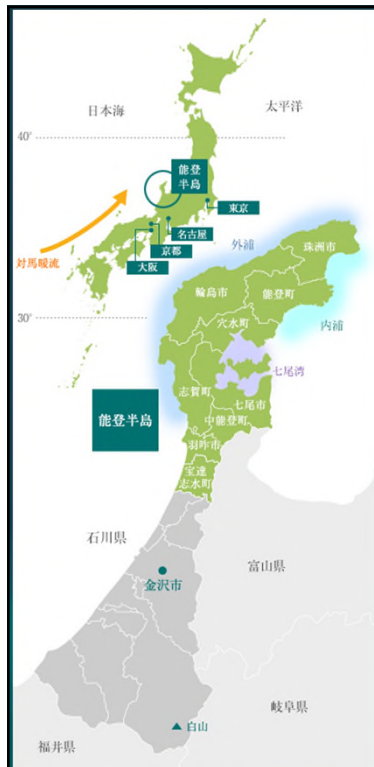 日本海
太平洋
40°
能登
半島
東京
名古屋
京都
大阪
対馬暖流
外浦
珠洲市
輪島市
能登町
30°
穴水町
内浦
七尾湾
志賀町
七尾市
能登半島
中能登町
羽咋市
宝達
志水町
石川県
富山県
金沢市
岐阜県
白山
福井県